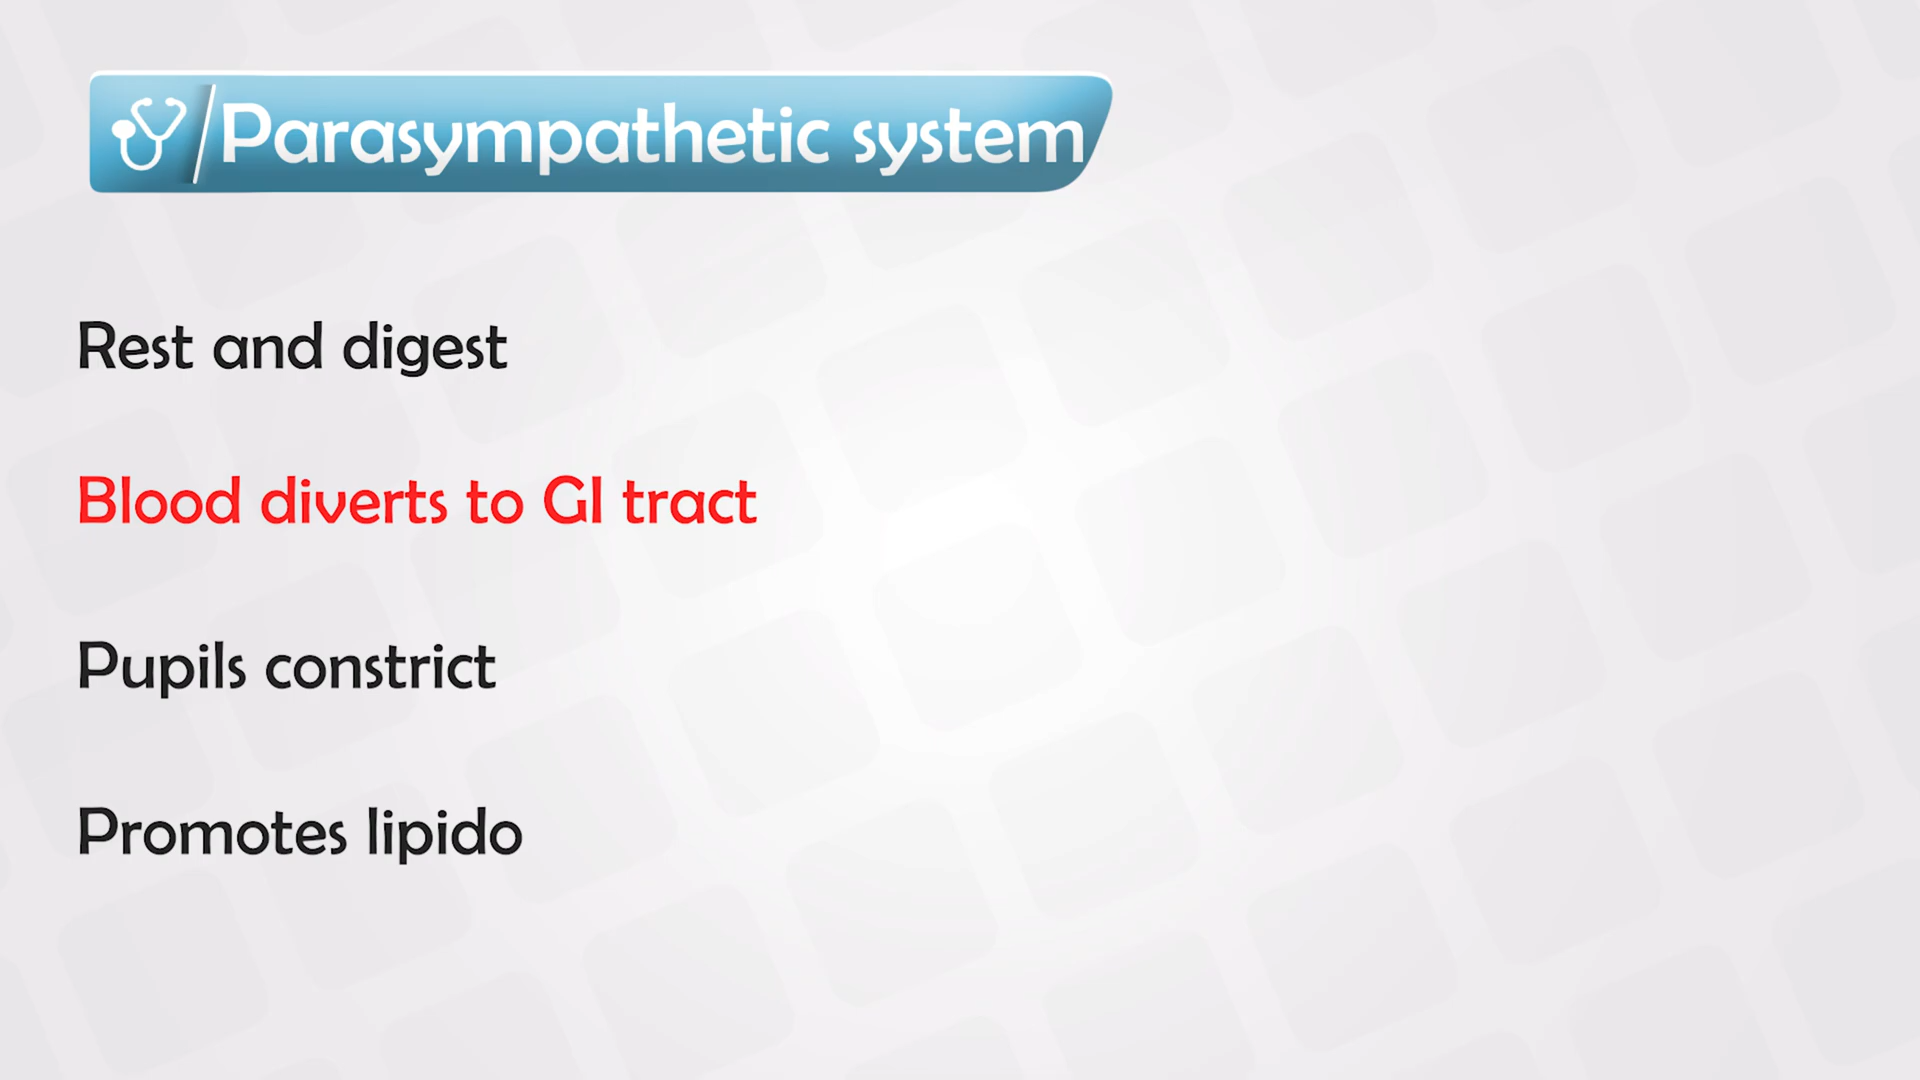 Parasympathetic system
Rest and digest
Blood diverts to GI tract
Pupils constrict
Promotes lipido